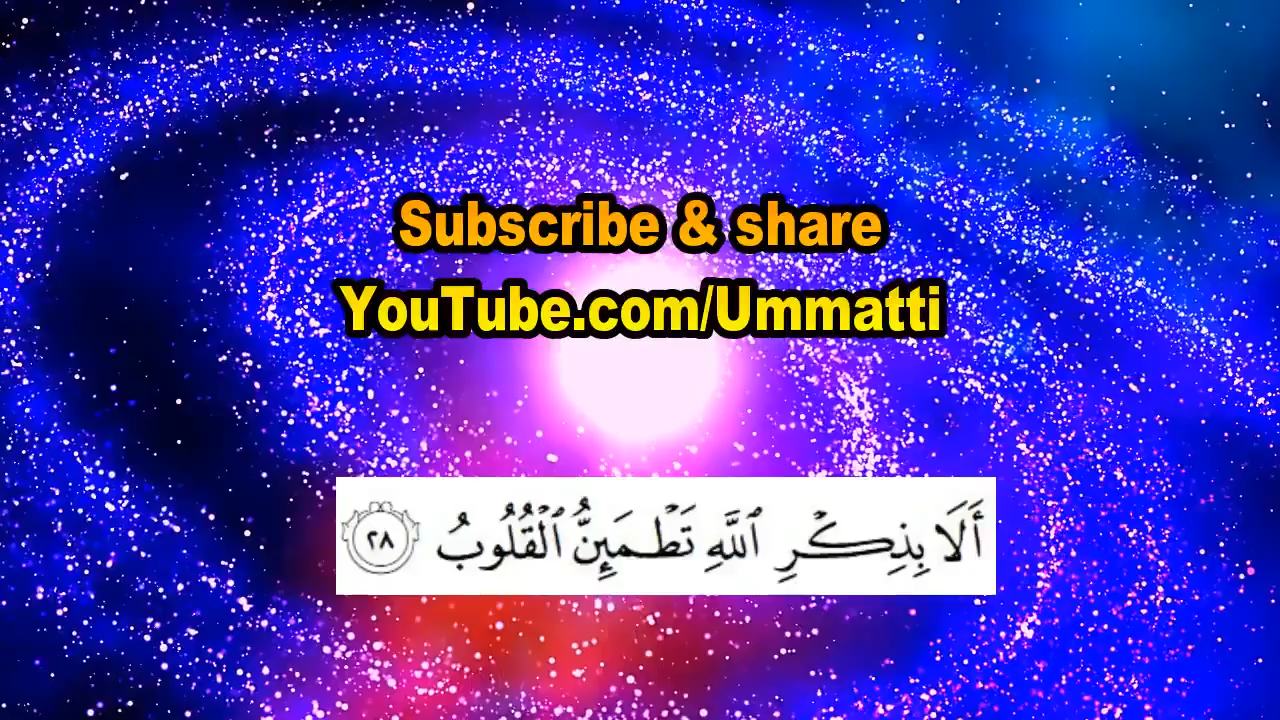 Subscribe & share
YouTube.com/Ummatti
أَلَا بِذِكْرِ ٱللَّهِ تَطْمَئِنُّ ٱلْقُلُوبُ ٢٨